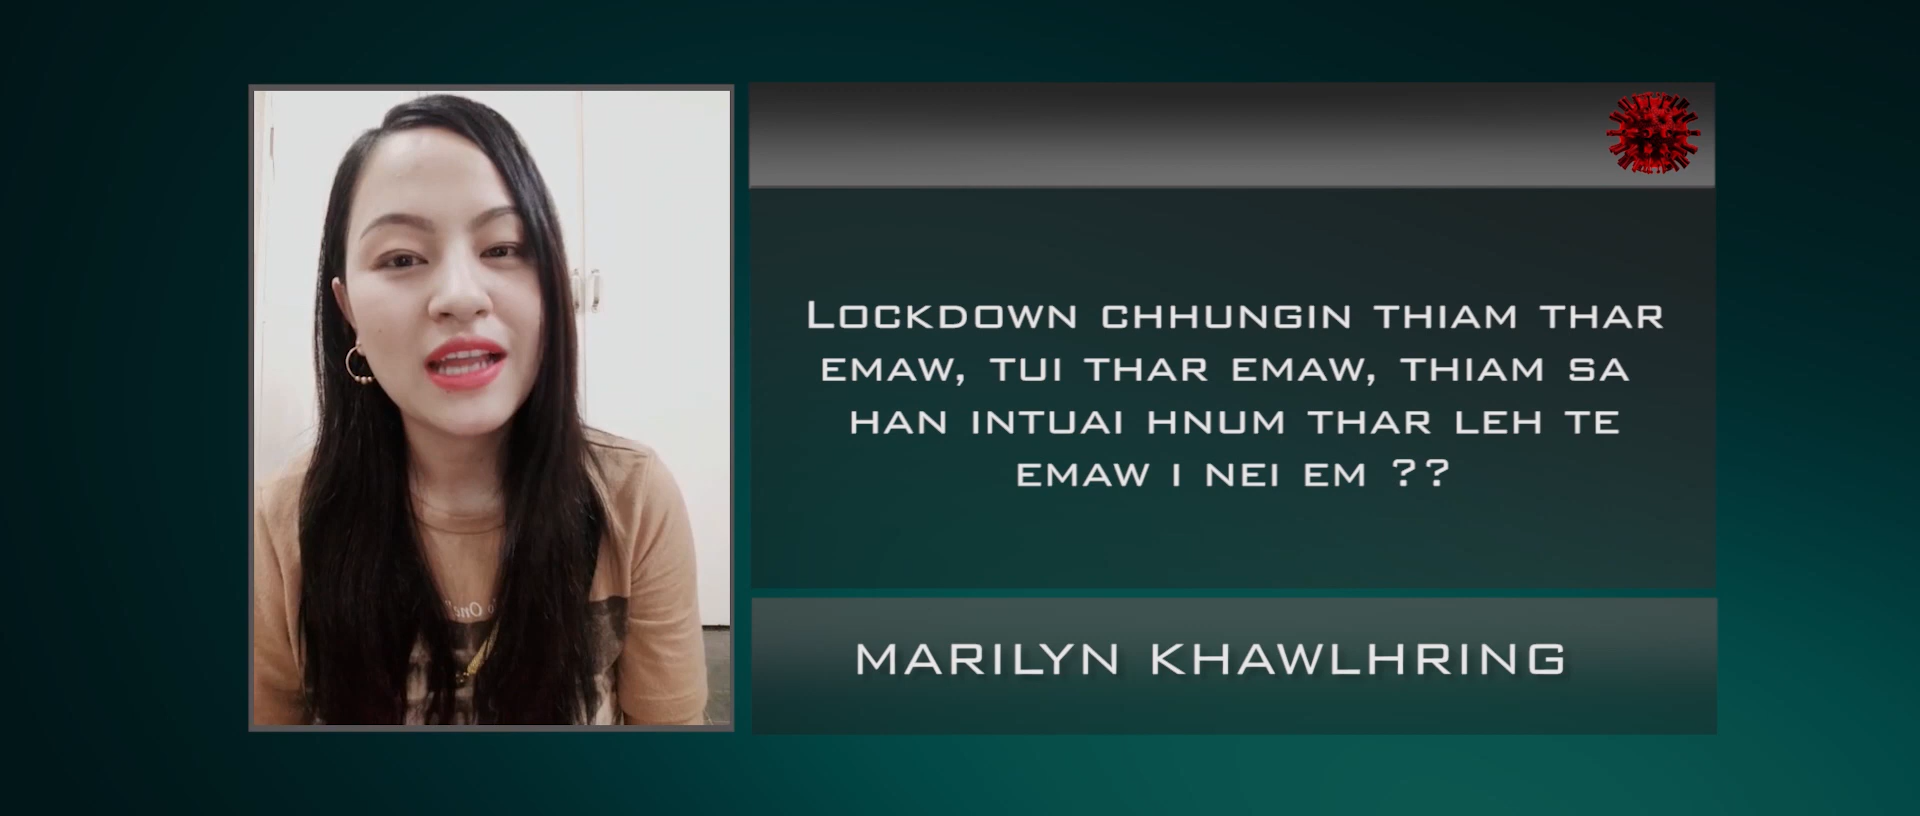 LOCKDOWN CHHUNGIN THIAM THAR
EMAW, TUI THAR EMAW, THIAM SA
HAN INTUAI HNUM THAR LEH TE
EMAW I NEI EM ??
MARILYN KHAWLHRING